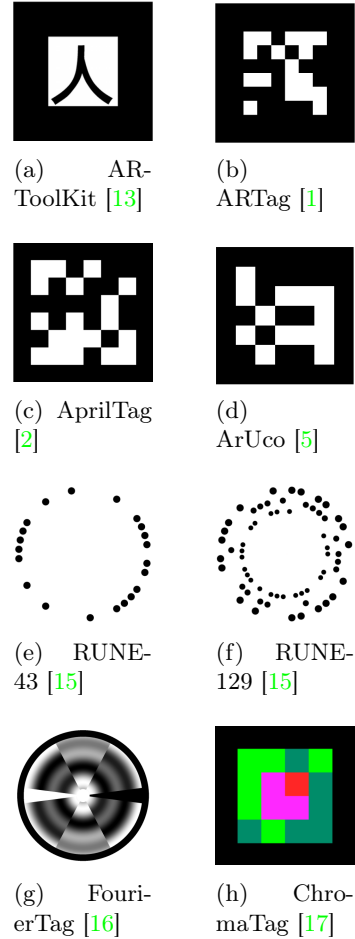 人
(a) AR-
ToolKit [13]
(b)
ARTag [1]
(c) AprilTag
[2]
(d)
ArUco [5]
(e) RUNE-
43 [15]
(f) RUNE-
129 [15]
(g) Fouri-
erTag [16]
(h) Chro-
maTag [17]